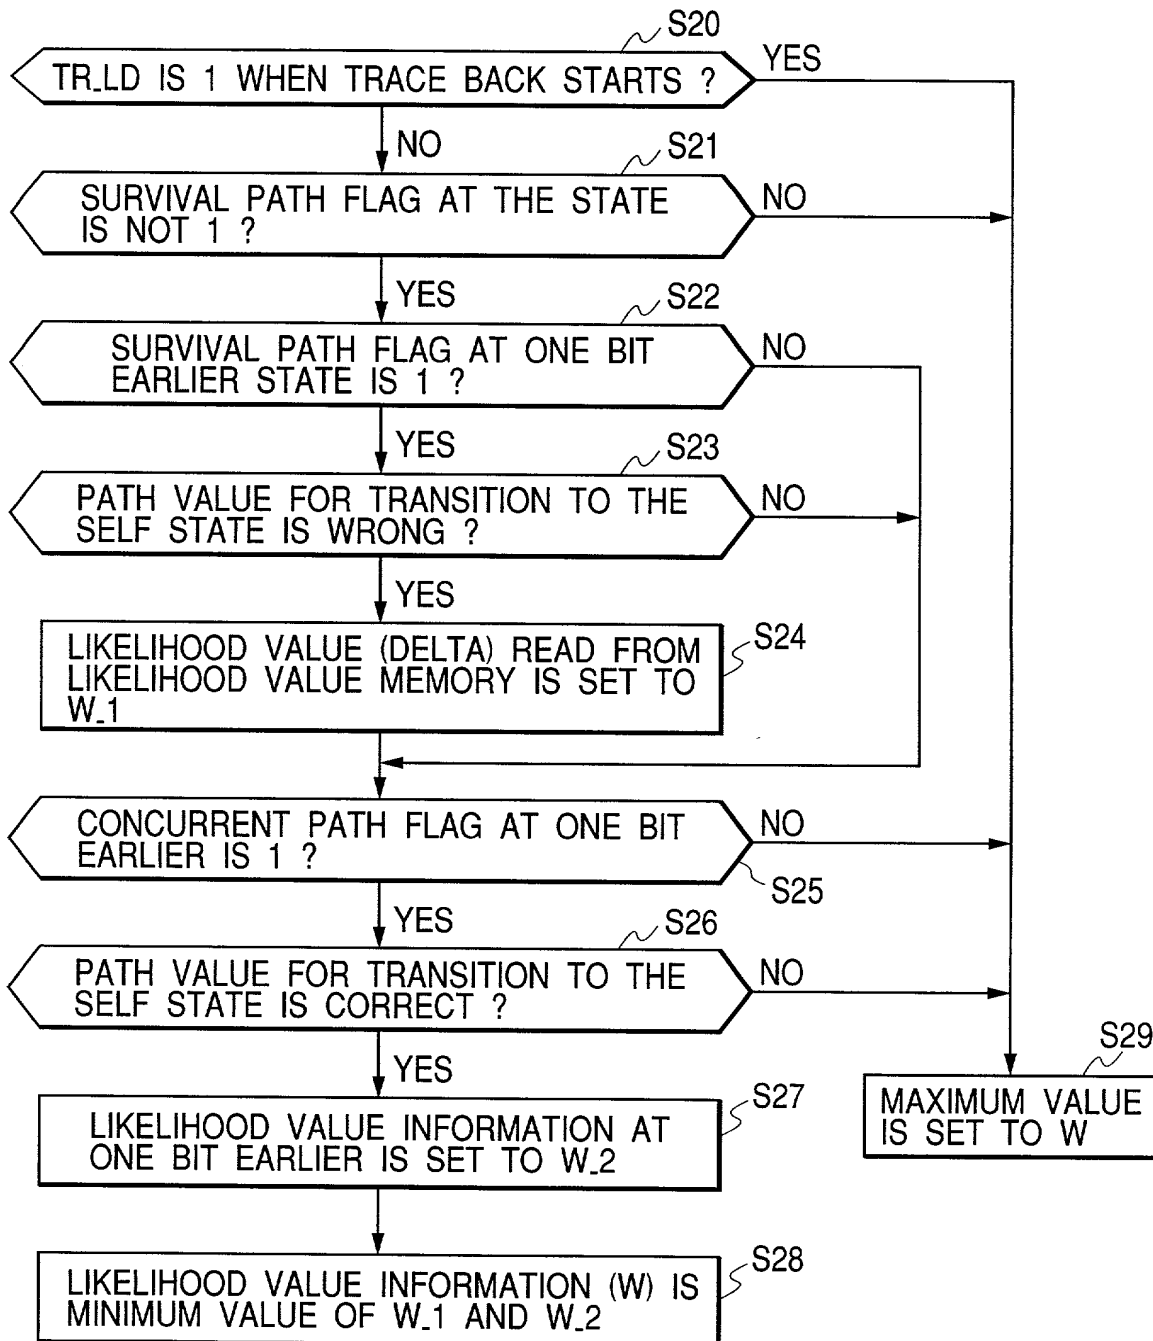 S20
TR_LD IS 1 WHEN TRACE BACK STARTS ?
YES
NO
S21
SURVIVAL PATH FLAG AT THE STATE
IS NOT 1 ?
NO
YES
S22
SURVIVAL PATH FLAG AT ONE BIT
EARLIER STATE IS 1 ?
NO
YES
S23
PATH VALUE FOR TRANSITION TO THE
SELF STATE IS WRONG ?
NO
YES
S24
LIKELIHOOD VALUE (DELTA) READ FROM
LIKELIHOOD VALUE MEMORY IS SET TO
W_1
CONCURRENT PATH FLAG AT ONE BIT
EARLIER IS 1 ?
NO
S25
YES
S26
PATH VALUE FOR TRANSITION TO THE
SELF STATE IS CORRECT ?
NO
YES
S27
LIKELIHOOD VALUE INFORMATION AT
ONE BIT EARLIER IS SET TO W_2
S29
MAXIMUM VALUE
IS SET TO W
S28
LIKELIHOOD VALUE INFORMATION (W) IS
MINIMUM VALUE OF W_1 AND W_2